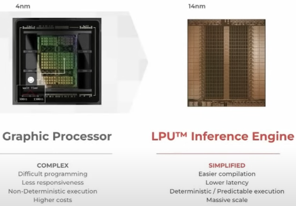 4nm
14nm
Graphic Processor
LPU™ Inference Engine
COMPLEX
Difficult programming
Less responsiveness
Non-Deterministic execution
Higher costs
SIMPLIFIED
Easier compilation
Lower latency
Deterministic / Predictable execution
Massive scale